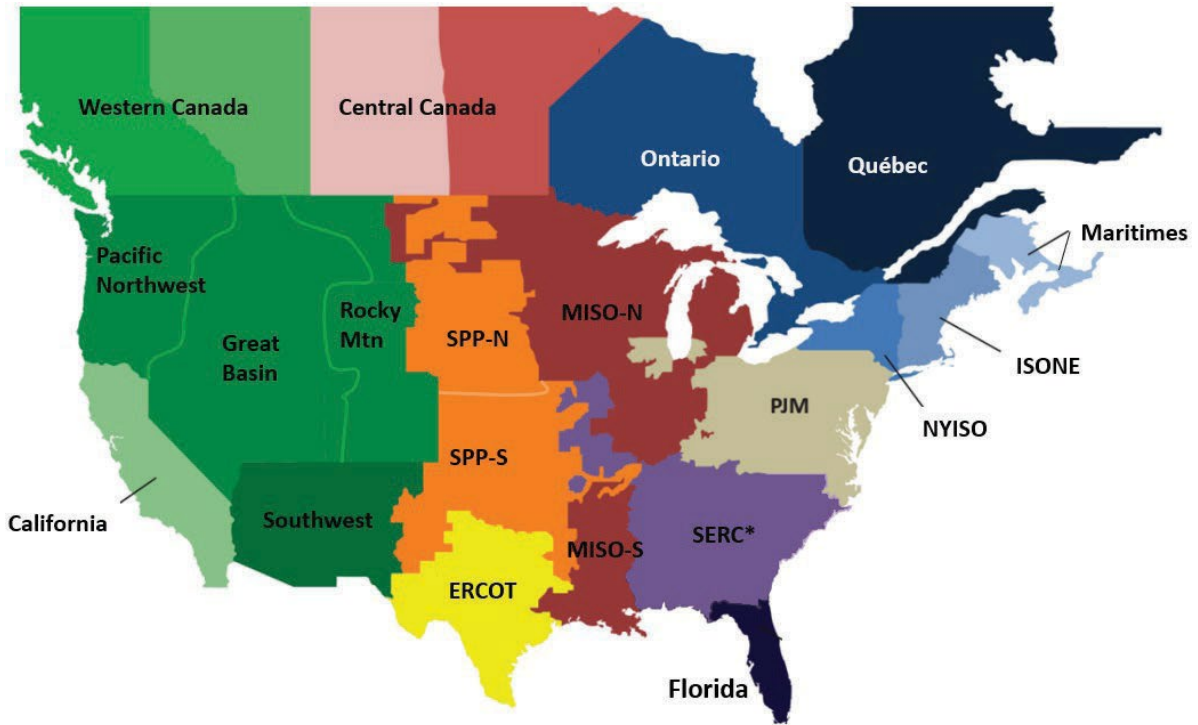 Western Canada
Central Canada
Ontario
Québec
Maritimes
Pacific
Northwest
Rocky
Mtn
MISO-N
SPP-N
Great
Basin
ISONE
PJM
NYISO
SPP-S
California
Southwest
SERC*
MISO-S
ERCOT
Florida